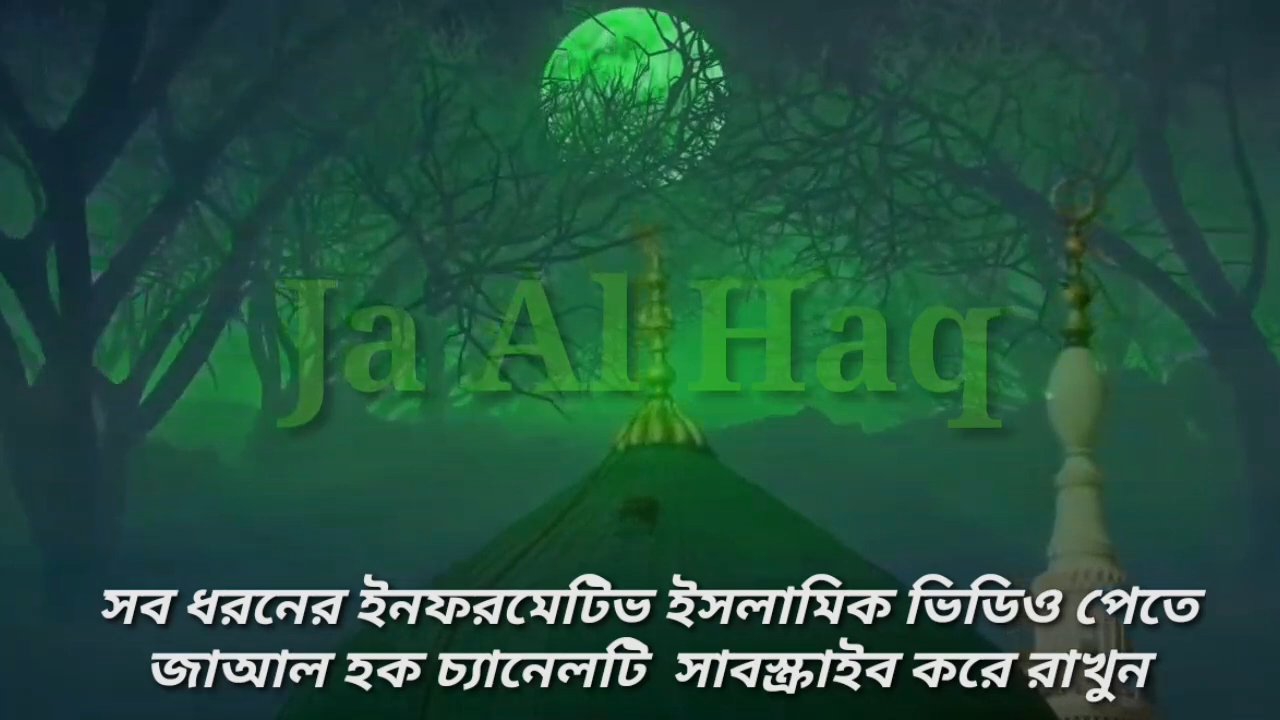 Ja Al Haq
সব ধরনের ইনফরমেটিভ ইসলামিক ভিডিও পেতে
জাআল হক চ্যানেলটি সাবস্ক্রাইব করে রাখুন